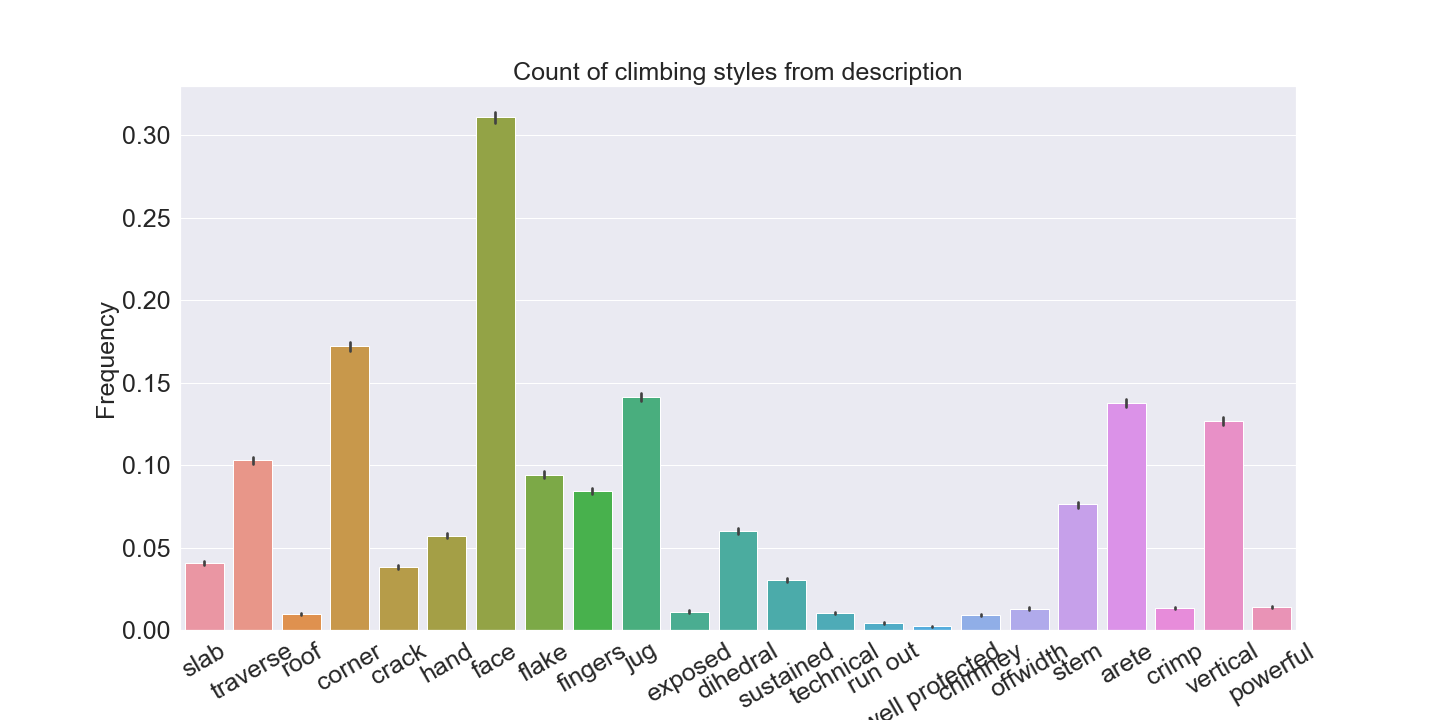 Count of climbing styles from description
Frequency
0.30
0.25
0.20
0.15
0.10
0.05
0.00
slab
traverse
roof
corner
crack
hand
face
flake
fingers
jug
exposed
dihedral
sustained
technical
run out
well protected
chimney
offwidth
stem
arete
crimp
vertical
powerful